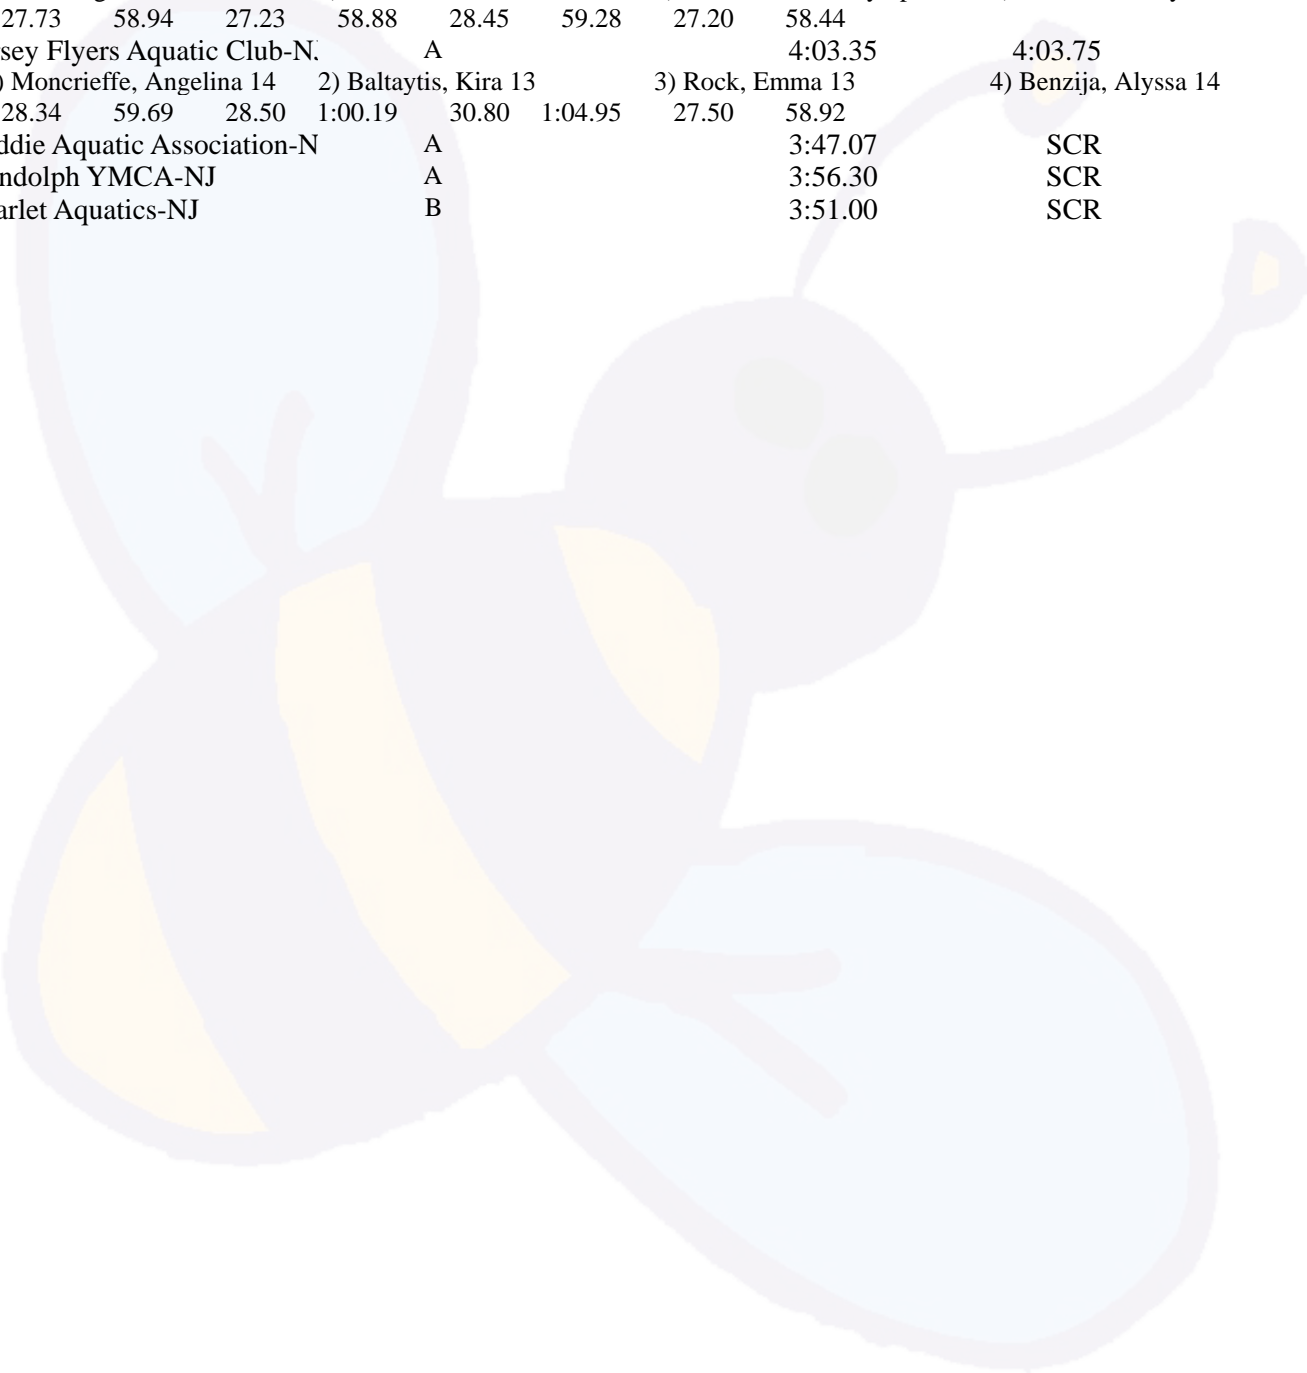 27.73 58.94 27.23 58.88 28.45 59.28 27.20 58.44
sey Flyers Aquatic Club-N. A 4:03.35 4:03.75
) Moncrieffe, Angelina 14 2) Baltaytis, Kira 13 3) Rock, Emma 13 4) Benzija, Alyssa 14
28.34 59.69 28.50 1:00.19 30.80 1:04.95 27.50 58.92
ddie Aquatic Association-N A 3:47.07 SCR
ndolph YMCA-NJ A 3:56.30 SCR
arlet Aquatics-NJ B 3:51.00 SCR